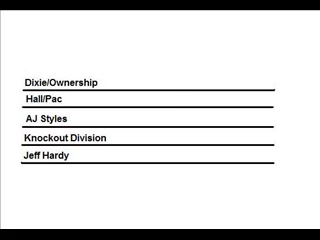 Dixie/Ownership
Hall/Pac
AJ Styles
Knockout Division
Jeff Hardy